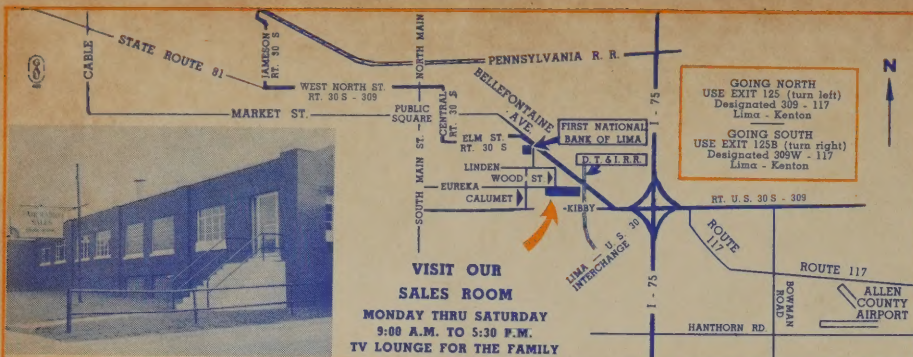 CABLE
STATE ROUTE 81
JAMESON
RT. 30 S
NORTH MAIN
PENNSYLVANIA R. R.
WEST NORTH ST.
RT. 30 S - 309
MARKET ST.
PUBLIC
SQUARE
CENTRAL
RT. 30 S
BELLEFONTAINE
AVE.
I - 75
N
GOING NORTH
USE EXIT 125 (turn left)
Designated 309 - 117
Lima - Kenton
GOING SOUTH
USE EXIT 125B (turn right)
Designated 309W - 117
Lima - Kenton
ELM ST.
RT. 30 S
FIRST NATIONAL
BANK OF LIMA
D. T. & I. R.R.
LINDEN
WOOD ST
EUREKA
CALUMET
KIBBY
SOUTH MAIN ST.
RT. U.S. 30 S - 309
LIMA - U. S. 30
INTERCHANGE
I - 75
ROUTE
117
ROUTE 117
BOWMAN
ROAD
ALLEN
COUNTY
AIRPORT
HANTHORN RD.
VISIT OUR
SALES ROOM
MONDAY THRU SATURDAY
9:00 A.M. TO 5:30 P.M.
TV LOUNGE FOR THE FAMILY